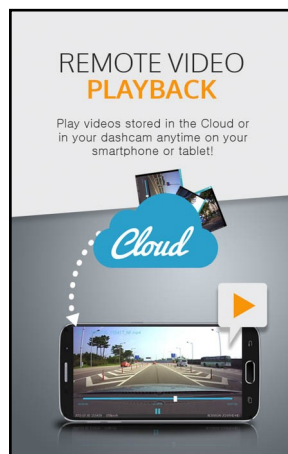 REMOTE VIDEO
PLAYBACK
Play videos stored in the Cloud or
in your dashcam anytime on your
smartphone or tablet!
Cloud